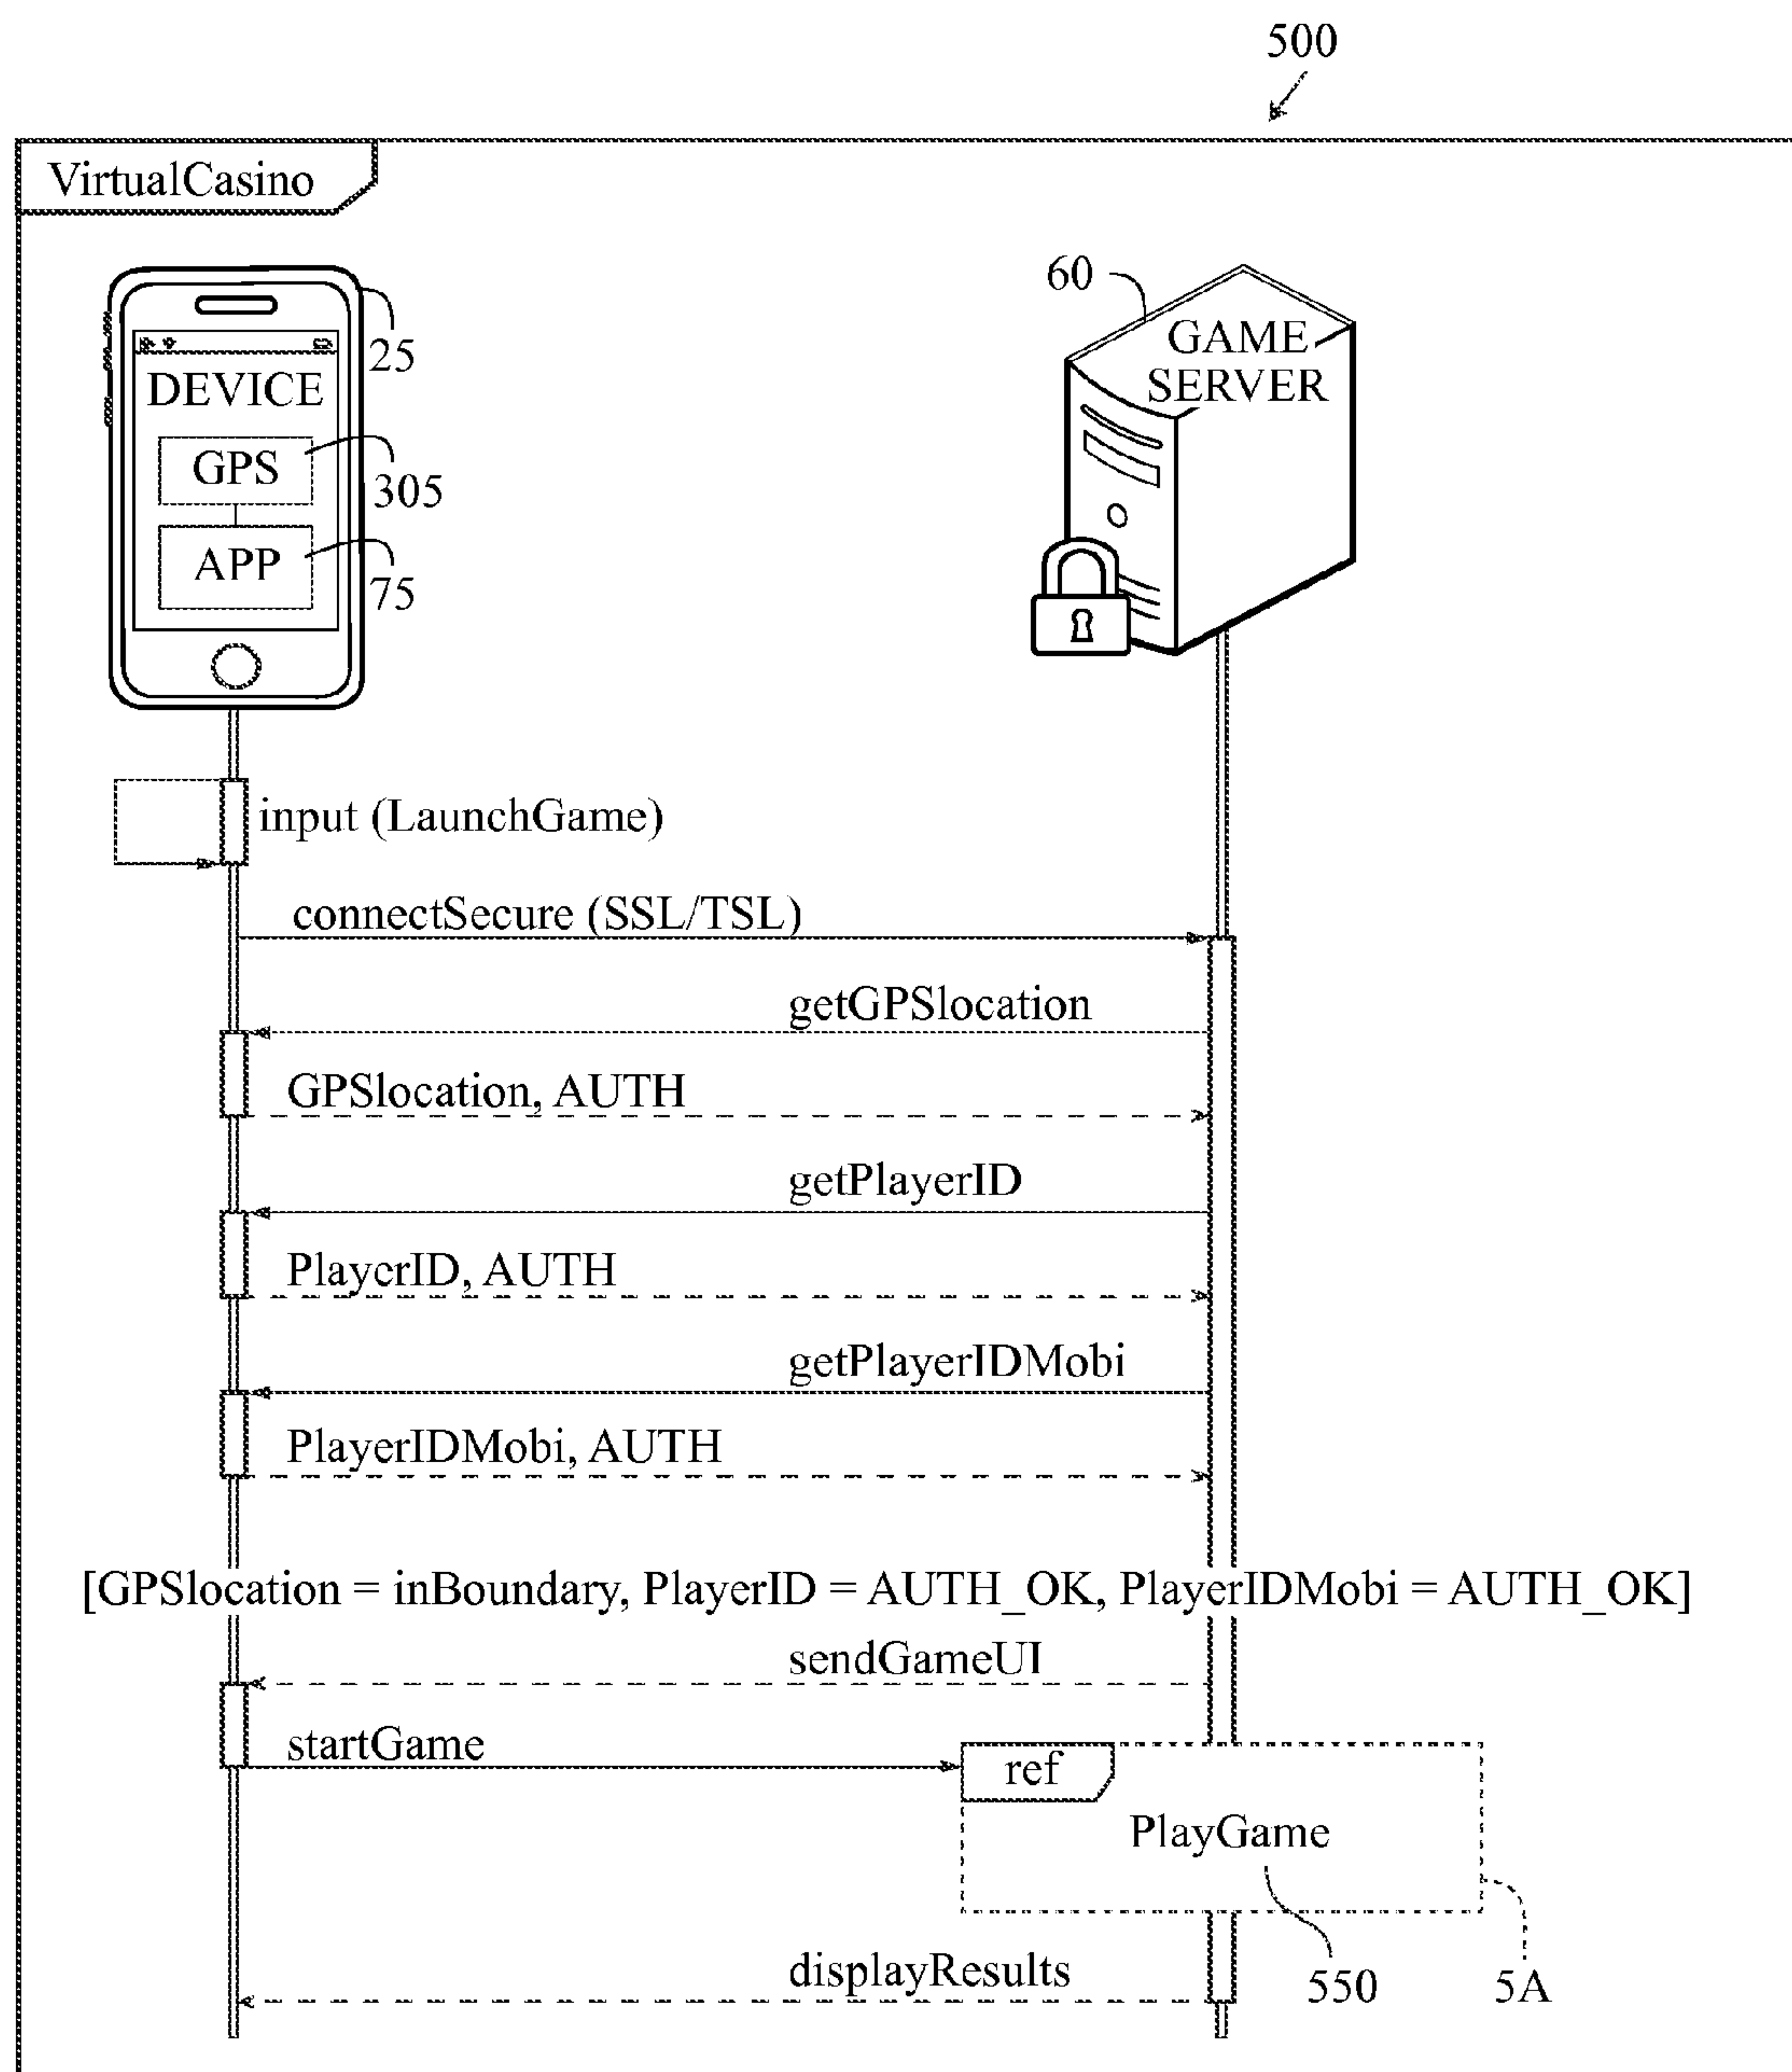 500
VirtualCasino
25
DEVICE
GPS
305
APP
75
60
GAME
SERVER
input (LaunchGame)
connectSecure (SSL/TSL)
getGPSlocation
GPSlocation, AUTH
getPlayerID
PlayerID, AUTH
getPlayerIDMobi
PlayerIDMobi, AUTH
[GPSlocation = inBoundary, PlayerID = AUTH_OK, PlayerIDMobi = AUTH_OK]
sendGameUI
startGame
ref
PlayGame
displayResults
550
5A